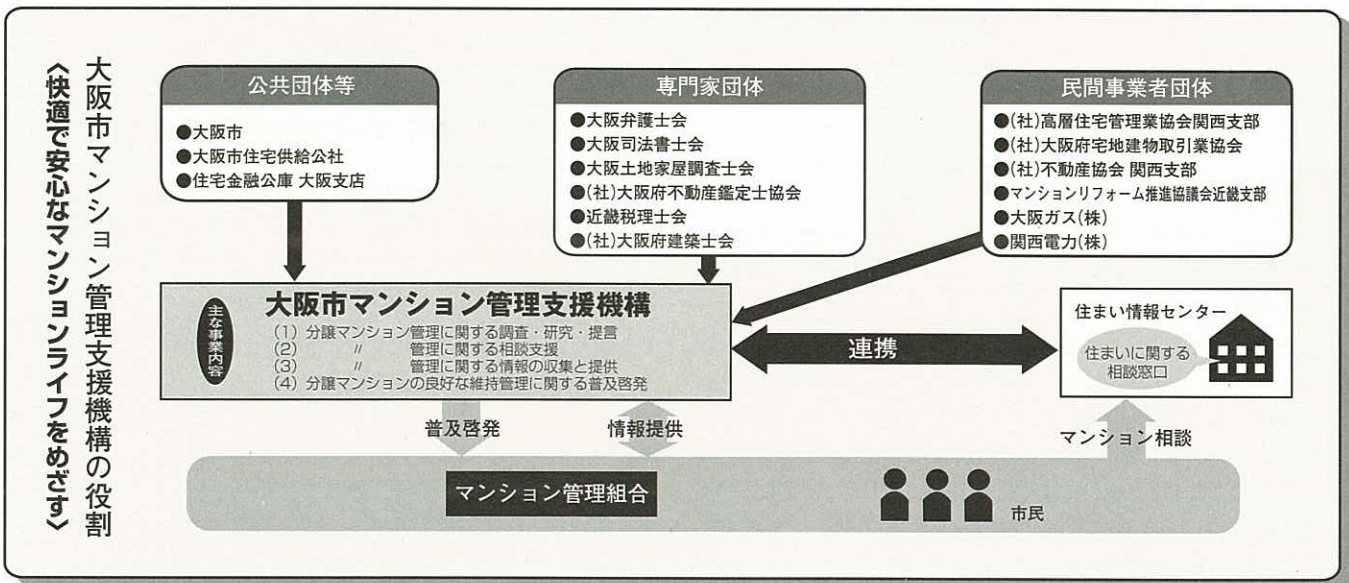 大阪市マンション管理支援機構の役割
〈快適で安心なマンションライフをめざす〉
公共団体等
●大阪市
●大阪市住宅供給公社
●住宅金融公庫 大阪支店
専門家団体
●大阪弁護士会
●大阪司法書士会
●大阪土地家屋調査士会
●(社)大阪府不動産鑑定士協会
●近畿税理士会
●(社)大阪府建築士会
民間事業者団体
●(社)高層住宅管理業協会関西支部
●(社)大阪府宅地建物取引業協会
●(社)不動産協会 関西支部
●マンションリフォーム推進協議会近畿支部
●大阪ガス(株)
●関西電力(株)
主な事業内容
大阪市マンション管理支援機構
(1) 分譲マンション管理に関する調査・研究・提言
(2) 〃 管理に関する相談支援
(3) 〃 管理に関する情報の収集と提供
(4) 分譲マンションの良好な維持管理に関する普及啓発
連携
住まい情報センター
住まいに関する
相談窓口
普及啓発
情報提供
マンション相談
マンション管理組合
市民